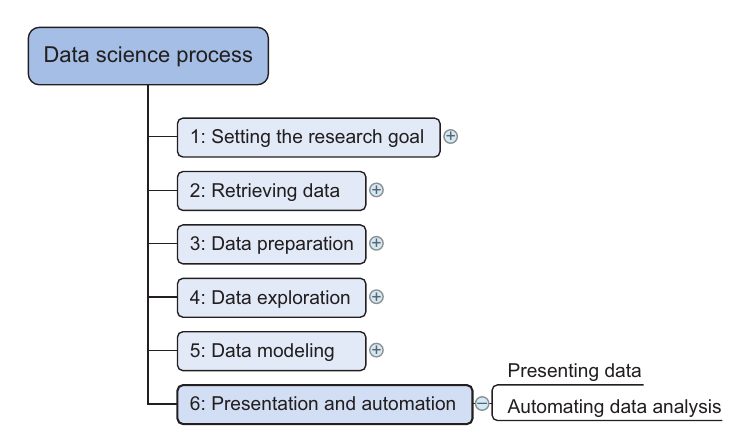 Data science process
1: Setting the research goal
2: Retrieving data
3: Data preparation
4: Data exploration
5: Data modeling
6: Presentation and automation
Presenting data
Automating data analysis